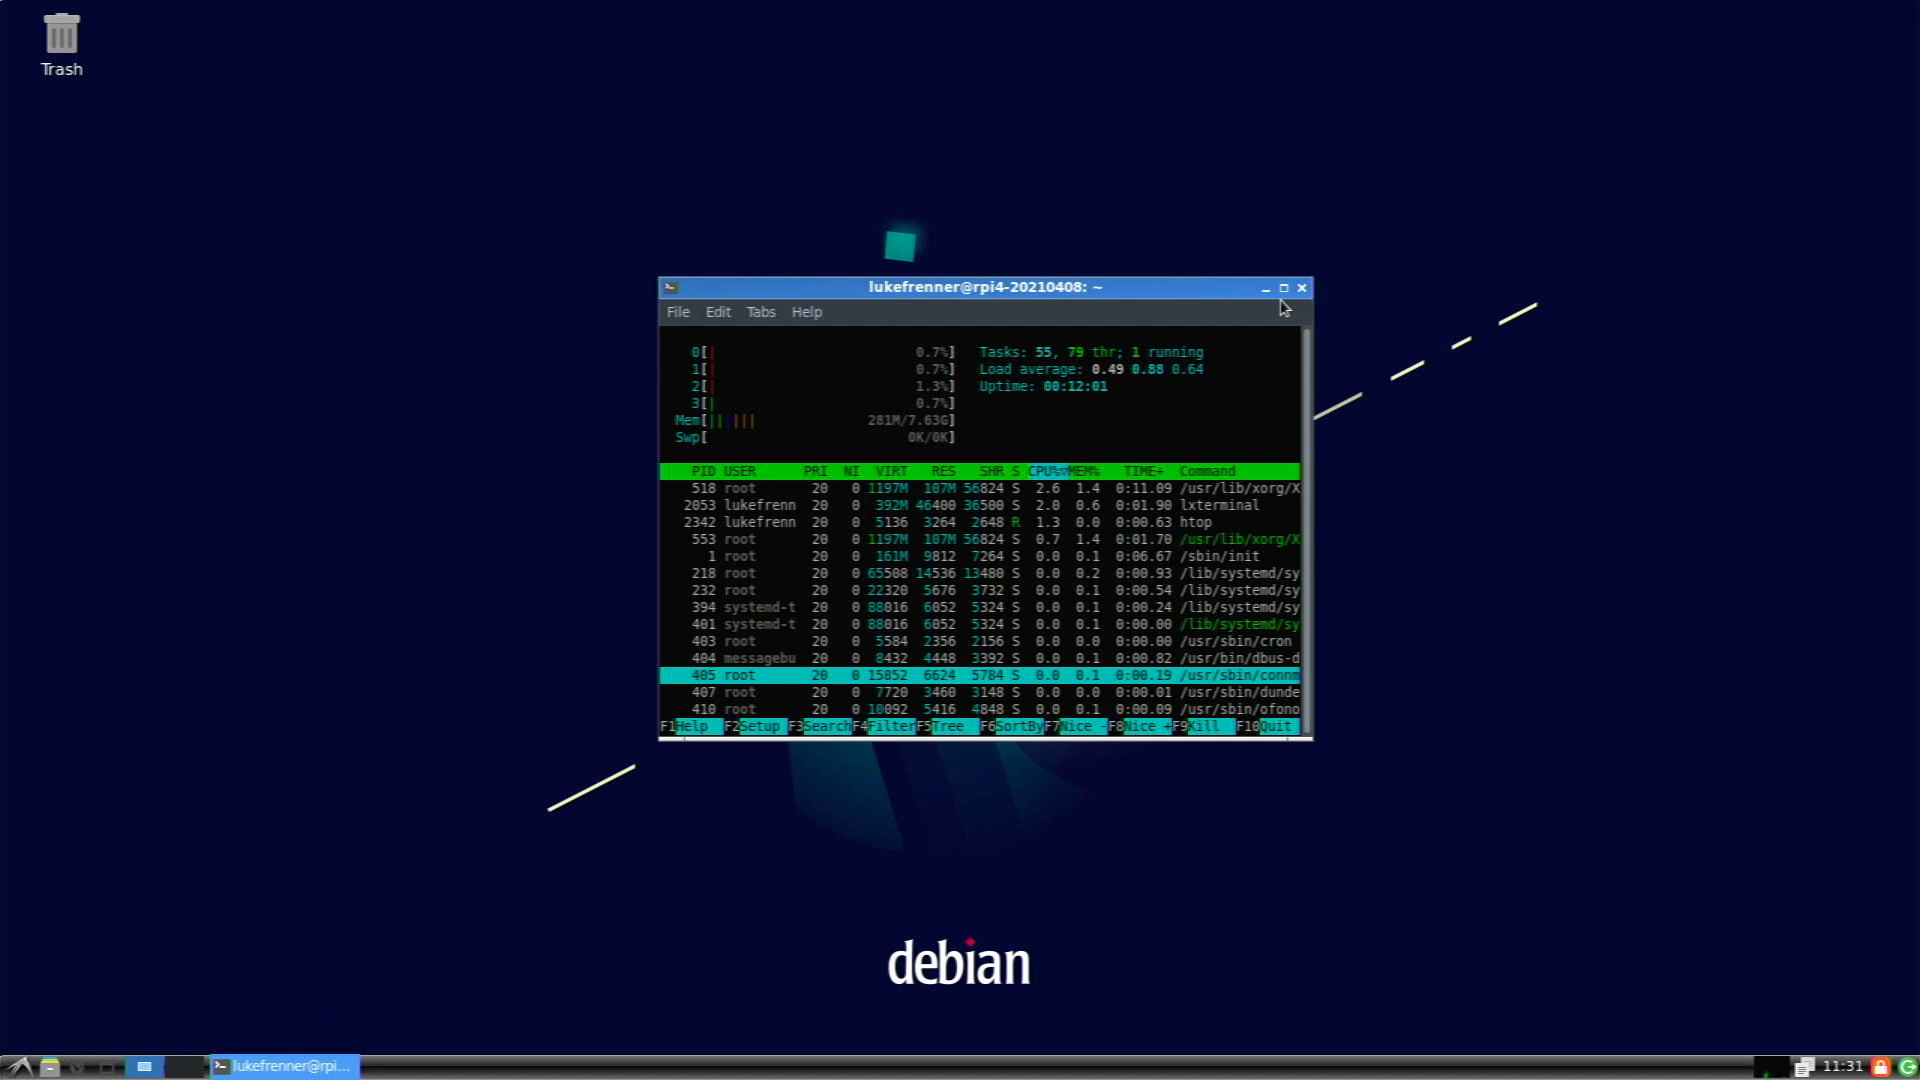 Trash
lukefrenner@rpi4-20210408: ~
File Edit Tabs Help
0[| 0.7%] Tasks: 55, 79 thr; 1 running
1[| 0.7%] Load average: 0.49 0.88 0.64
2[| 1.3%] Uptime: 00:12:01
3[| 0.7%]
Mem[|||||| 281M/7.63G]
Swp[ 0K/0K]
PID USER PRI NI VIRT RES SHR S CPU%▽MEM% TIME+ Command
518 root 20 0 1197M 107M 56824 S 2.6 1.4 0:11.09 /usr/lib/xorg/X
2053 lukefrenn 20 0 392M 46400 36500 S 2.0 0.6 0:01.90 lxterminal
2342 lukefrenn 20 0 5136 3264 2648 R 1.3 0.0 0:00.63 htop
553 root 20 0 1197M 107M 56824 S 0.7 1.4 0:01.70 /usr/lib/xorg/X
1 root 20 0 161M 9812 7264 S 0.0 0.1 0:06.67 /sbin/init
218 root 20 0 65508 14536 13480 S 0.0 0.2 0:00.93 /lib/systemd/sy
232 root 20 0 22320 5676 3732 S 0.0 0.1 0:00.54 /lib/systemd/sy
394 systemd-t 20 0 88016 6052 5324 S 0.0 0.1 0:00.24 /lib/systemd/sy
401 systemd-t 20 0 88016 6052 5324 S 0.0 0.1 0:00.00 /lib/systemd/sy
403 root 20 0 5584 2356 2156 S 0.0 0.0 0:00.00 /usr/sbin/cron
404 messagebu 20 0 8432 4448 3392 S 0.0 0.1 0:00.82 /usr/bin/dbus-d
405 root 20 0 15852 6624 5784 S 0.0 0.1 0:00.19 /usr/sbin/connm
407 root 20 0 7720 3460 3148 S 0.0 0.0 0:00.01 /usr/sbin/dunde
410 root 20 0 10092 5416 4848 S 0.0 0.1 0:00.09 /usr/sbin/ofono
F1Help F2Setup F3SearchF4FilterF5Tree F6SortByF7Nice -F8Nice +F9Kill F10Quit
debian
lukefrenner@rpi... 11:31